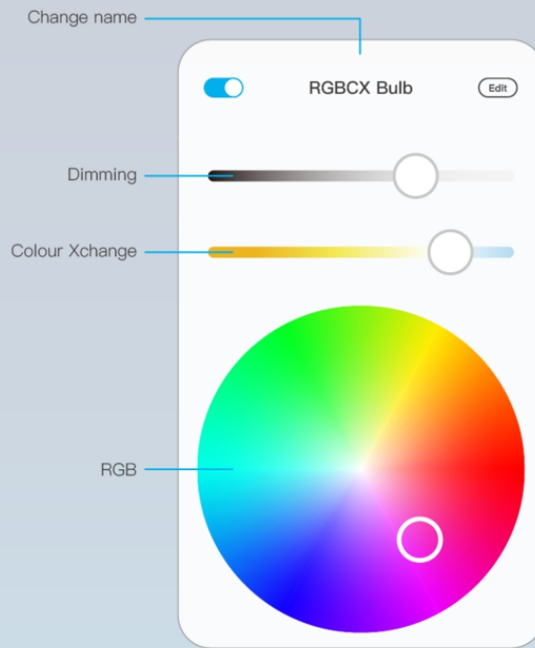 Change name
RGBCX Bulb
Edit
Dimming
Colour Xchange
RGB